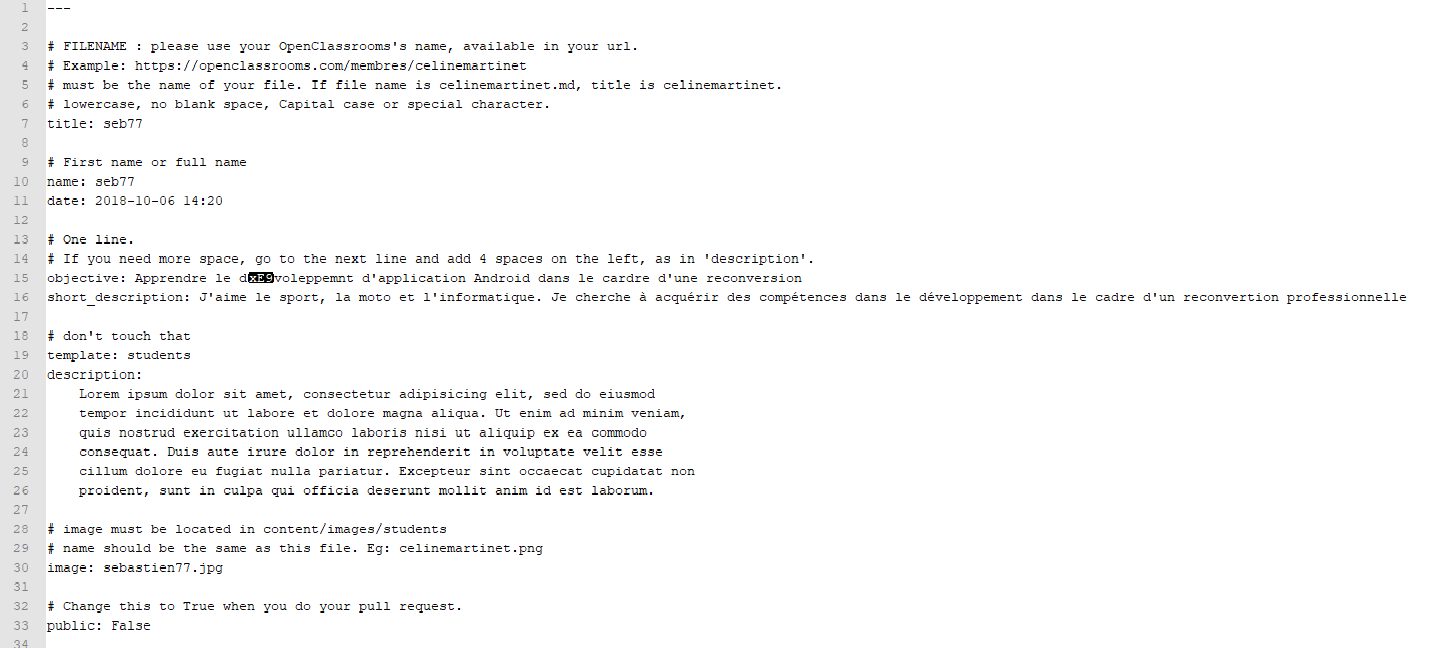 1 ---
2
3 # FILENAME : please use your OpenClassrooms's name, available in your url.
4 # Example: https://openclassrooms.com/membres/celinemartinet
5 # must be the name of your file. If file name is celinemartinet.md, title is celinemartinet.
6 # lowercase, no blank space, Capital case or special character.
7 title: seb77
8
9 # First name or full name
10 name: seb77
11 date: 2018-10-06 14:20
12
13 # One line.
14 # If you need more space, go to the next line and add 4 spaces on the left, as in 'description'.
15 objective: Apprendre le dxE9voleppemnt d'application Android dans le cardre d'une reconversion
16 short_description: J'aime le sport, la moto et l'informatique. Je cherche à acquérir des compétences dans le développement dans le cadre d'un reconvertion professionnelle
17
18 # don't touch that
19 template: students
20 description:
21     Lorem ipsum dolor sit amet, consectetur adipisicing elit, sed do eiusmod
22     tempor incididunt ut labore et dolore magna aliqua. Ut enim ad minim veniam,
23     quis nostrud exercitation ullamco laboris nisi ut aliquip ex ea commodo
24     consequat. Duis aute irure dolor in reprehenderit in voluptate velit esse
25     cillum dolore eu fugiat nulla pariatur. Excepteur sint occaecat cupidatat non
26     proident, sunt in culpa qui officia deserunt mollit anim id est laborum.
27
28 # image must be located in content/images/students
29 # name should be the same as this file. Eg: celinemartinet.png
30 image: sebastien77.jpg
31
32 # Change this to True when you do your pull request.
33 public: False
34